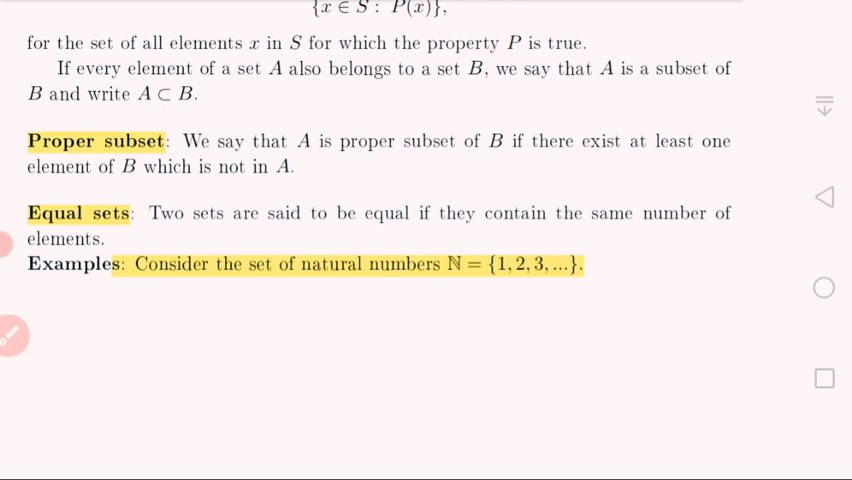 {x ∈ S : P(x)},
for the set of all elements x in S for which the property P is true.
If every element of a set A also belongs to a set B, we say that A is a subset of
B and write A ⊂ B.
Proper subset: We say that A is proper subset of B if there exist at least one
element of B which is not in A.
Equal sets: Two sets are said to be equal if they contain the same number of
elements.
Examples: Consider the set of natural numbers ℕ = {1, 2, 3, ...}.